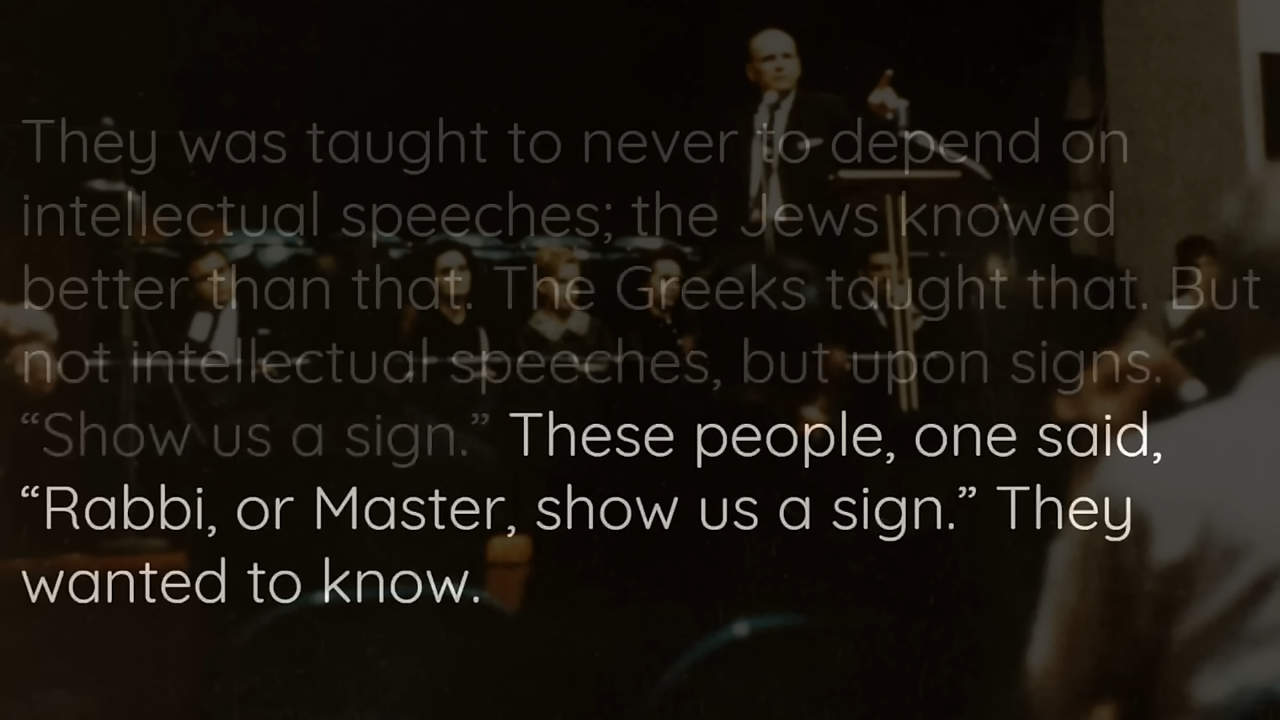 They was taught to never to depend on
intellectual speeches; the Jews knowed
better than that. The Greeks taught that. But
not intellectual speeches, but upon signs.
“Show us a sign.” These people, one said,
“Rabbi, or Master, show us a sign.” They
wanted to know.